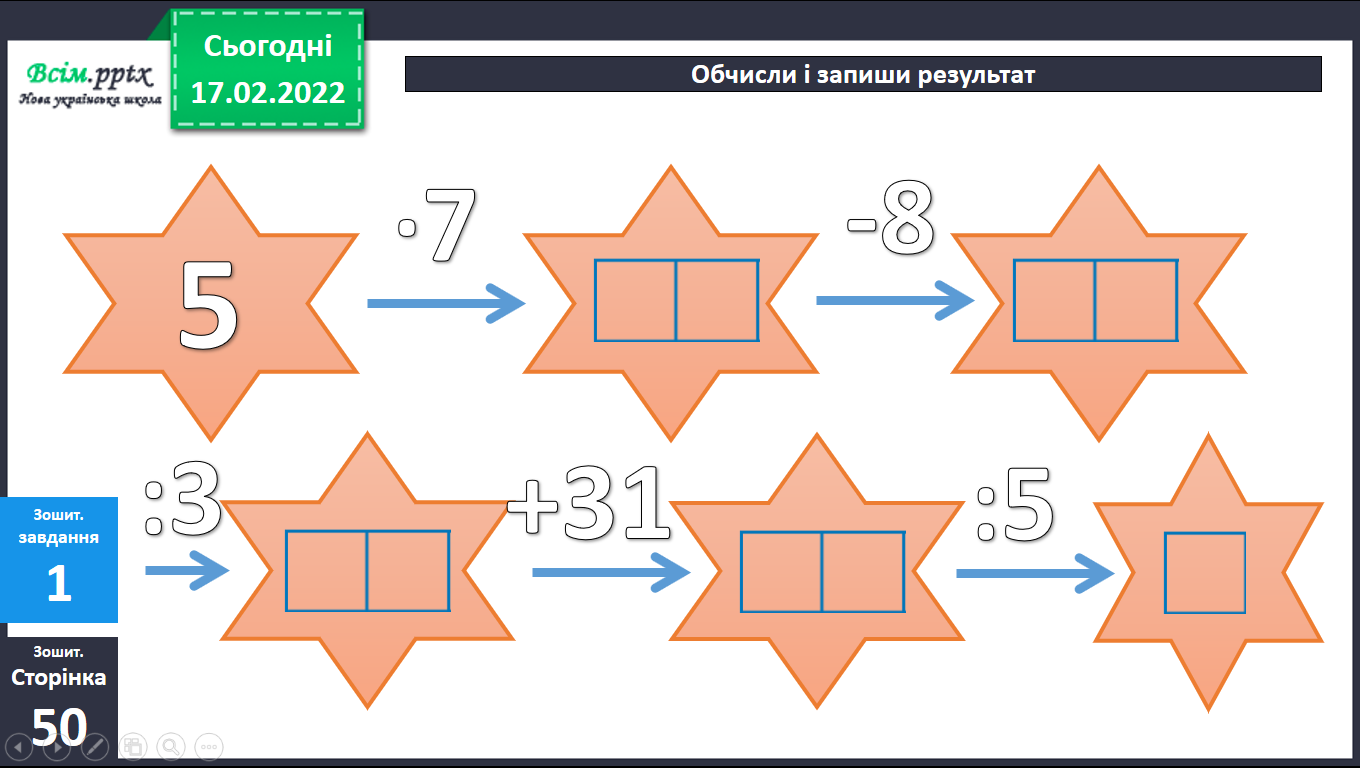 Всім.pptx
Нова українська школа
Сьогодні
17.02.2022
Обчисли і запиши результат
5
·7
-8
:3
+31
:5
Зошит.
завдання
1
Зошит.
Сторінка
50